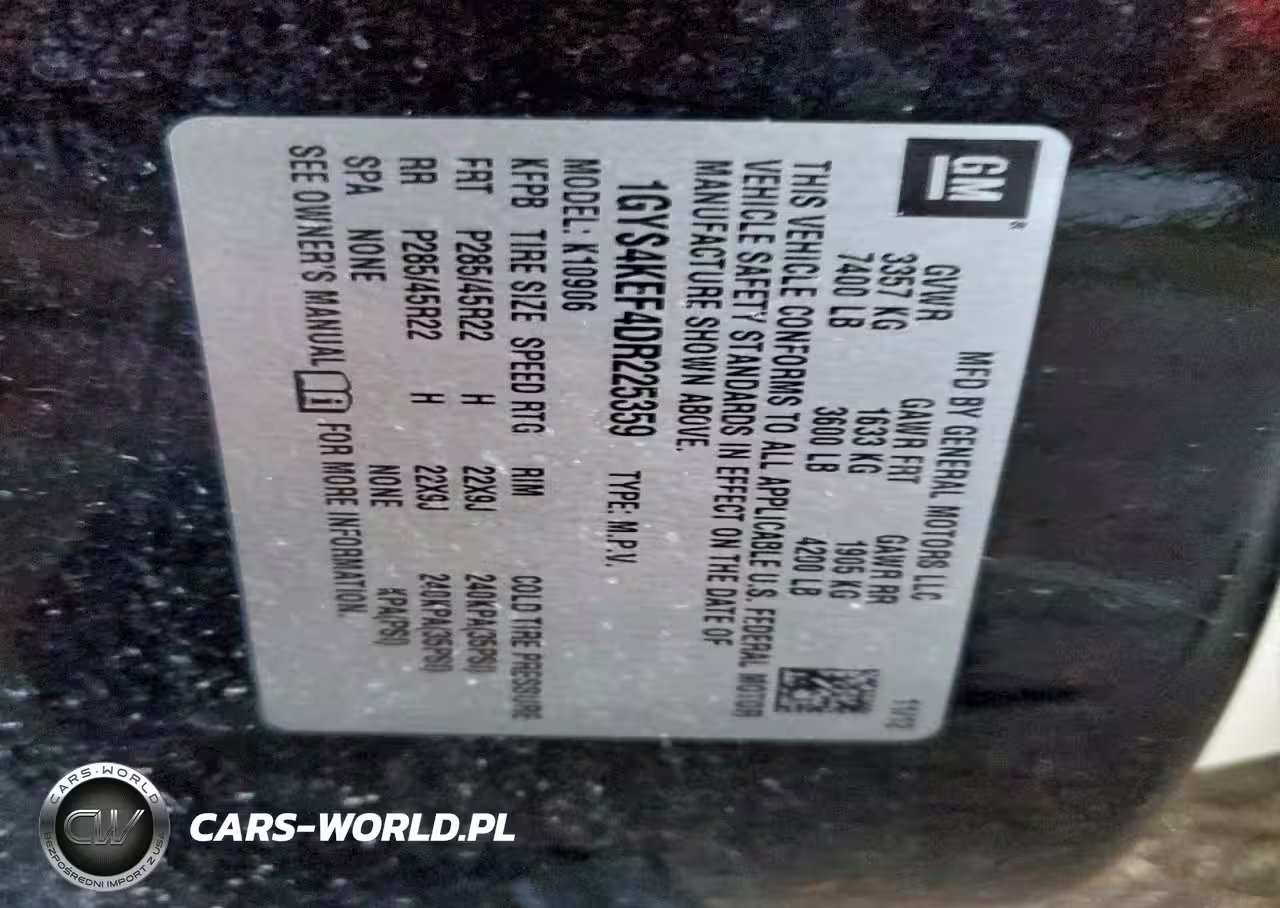 GM
®
MFD BY GENERAL MOTORS LLC 11/12
GVWR GAWR FRT GAWR RR
3357 KG 1633 KG 1905 KG
7400 LB 3600 LB 4200 LB
THIS VEHICLE CONFORMS TO ALL APPLICABLE U.S. FEDERAL MOTOR
VEHICLE SAFETY STANDARDS IN EFFECT ON THE DATE OF
MANUFACTURE SHOWN ABOVE.
1GYS4KEF4DR225359 TYPE: M.P.V.
MODEL: K10906
KFPB TIRE SIZE SPEED RTG RIM COLD TIRE PRESSURE
FRT P285/45R22 H 22X9J 240KPA(35PSI)
RR P285/45R22 H 22X9J 240KPA(35PSI)
SPA NONE NONE KPA(PSI)
SEE OWNER'S MANUAL FOR MORE INFORMATION.
CARS-WORLD
CW
BEZPOŚREDNI IMPORT Z USA
CARS-WORLD.PL